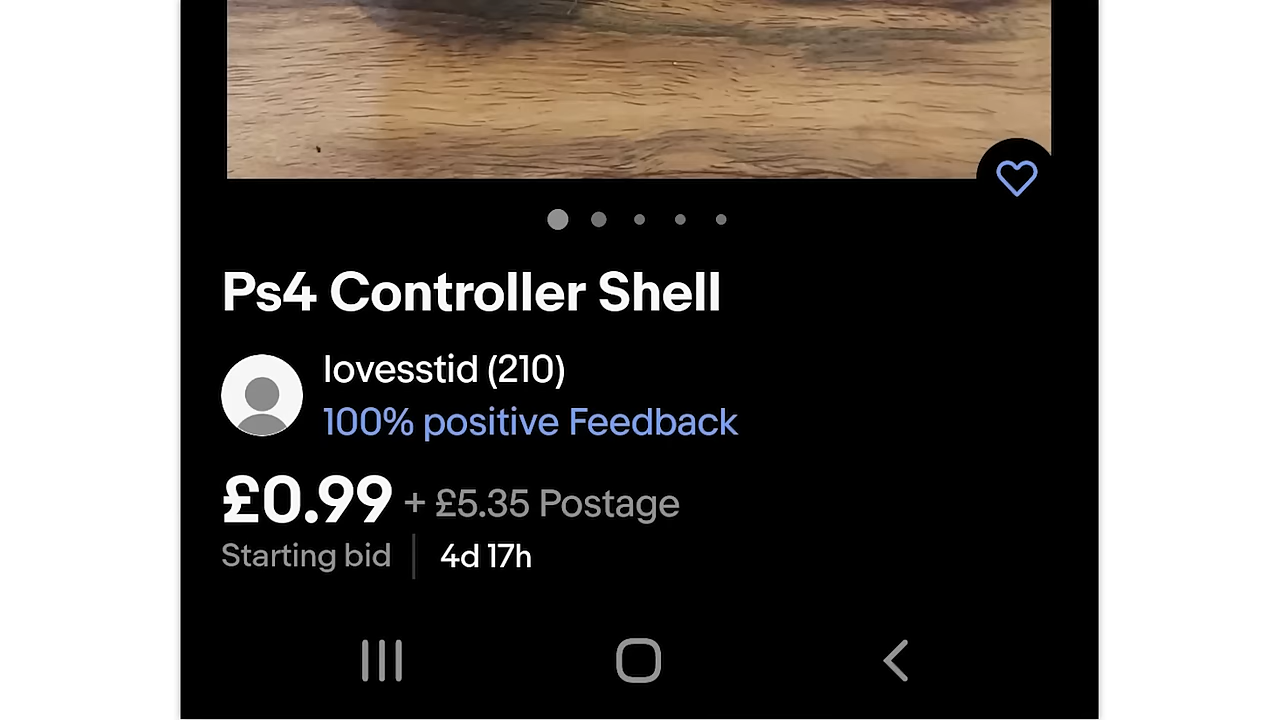 Ps4 Controller Shell
lovesstid (210)
100% positive Feedback
£0.99 + £5.35 Postage
Starting bid | 4d 17h